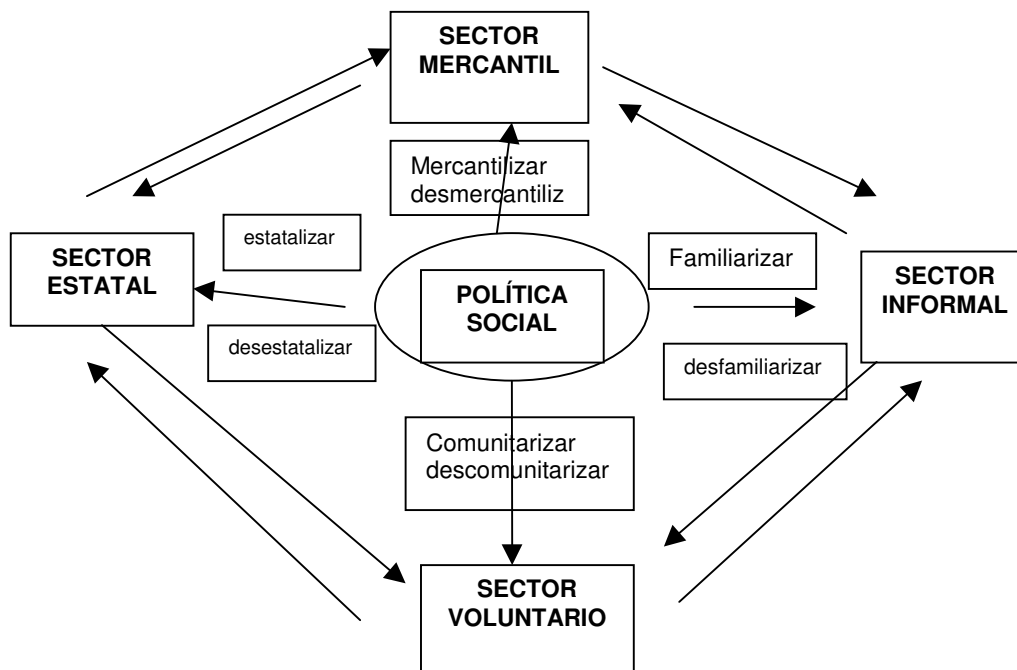 SECTOR
MERCANTIL
Mercantilizar
desmercantiliz
estatalizar
Familiarizar
SECTOR
ESTATAL
SECTOR
INFORMAL
POLÍTICA
SOCIAL
desestatalizar
desfamiliarizar
Comunitarizar
descomunitarizar
SECTOR
VOLUNTARIO